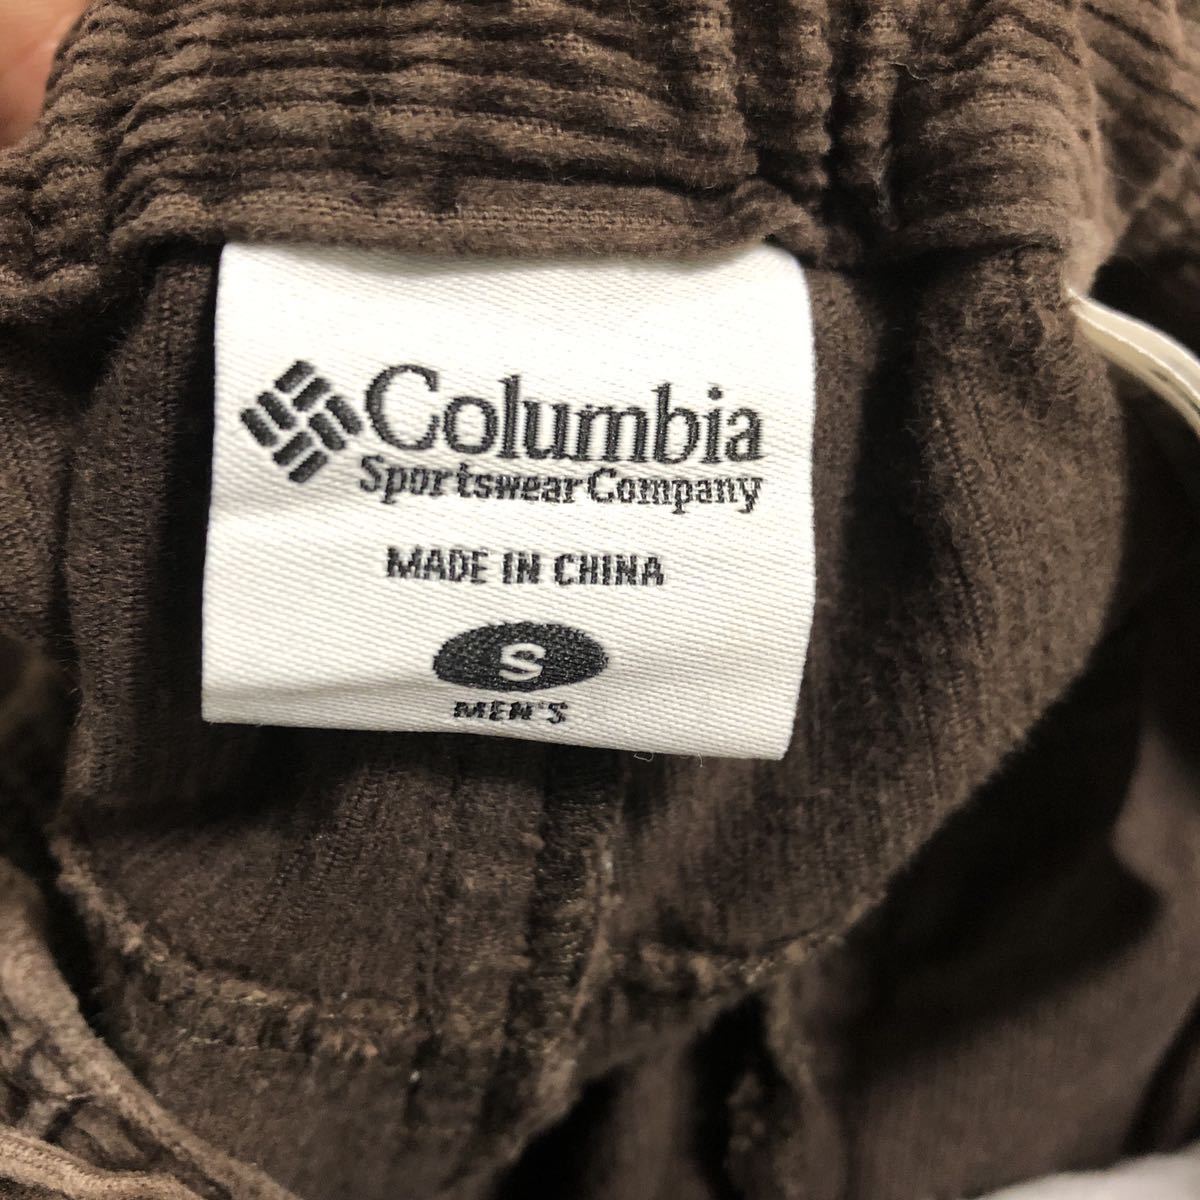 Columbia
Sportswear Company
MADE IN CHINA
S
MEN'S